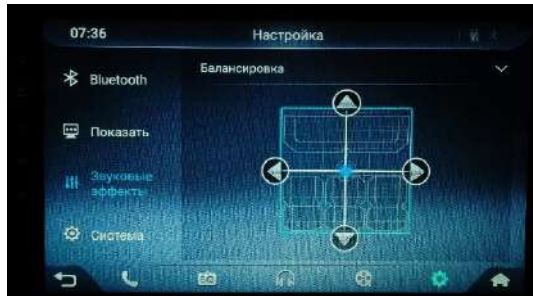 07:36
Настройка
Bluetooth
Балансировка
Показать
Звуковые
эффекты
Система